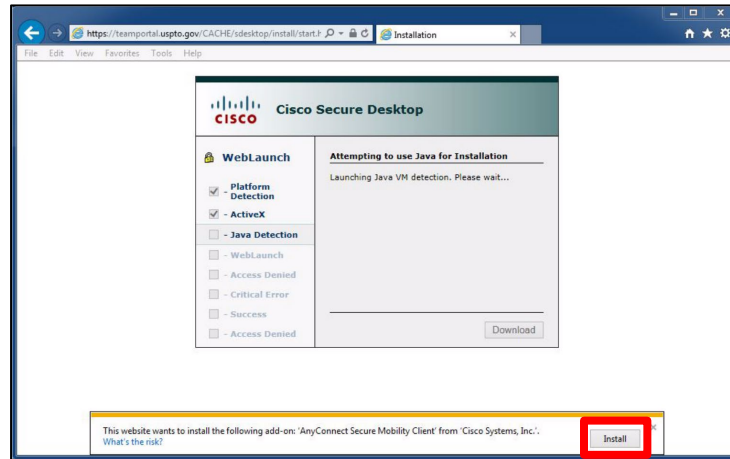 https://teamportal.uspto.gov/CACHE/sdesktop/install/start.h
Installation
File Edit View Favorites Tools Help
CISCO
Cisco Secure Desktop
WebLaunch
- Platform
Detection
- ActiveX
- Java Detection
- WebLaunch
- Access Denied
- Critical Error
- Success
- Access Denied
Attempting to use Java for Installation
Launching Java VM detection. Please wait...
Download
This website wants to install the following add-on: 'AnyConnect Secure Mobility Client' from 'Cisco Systems, Inc.'.
What's the risk?
Install